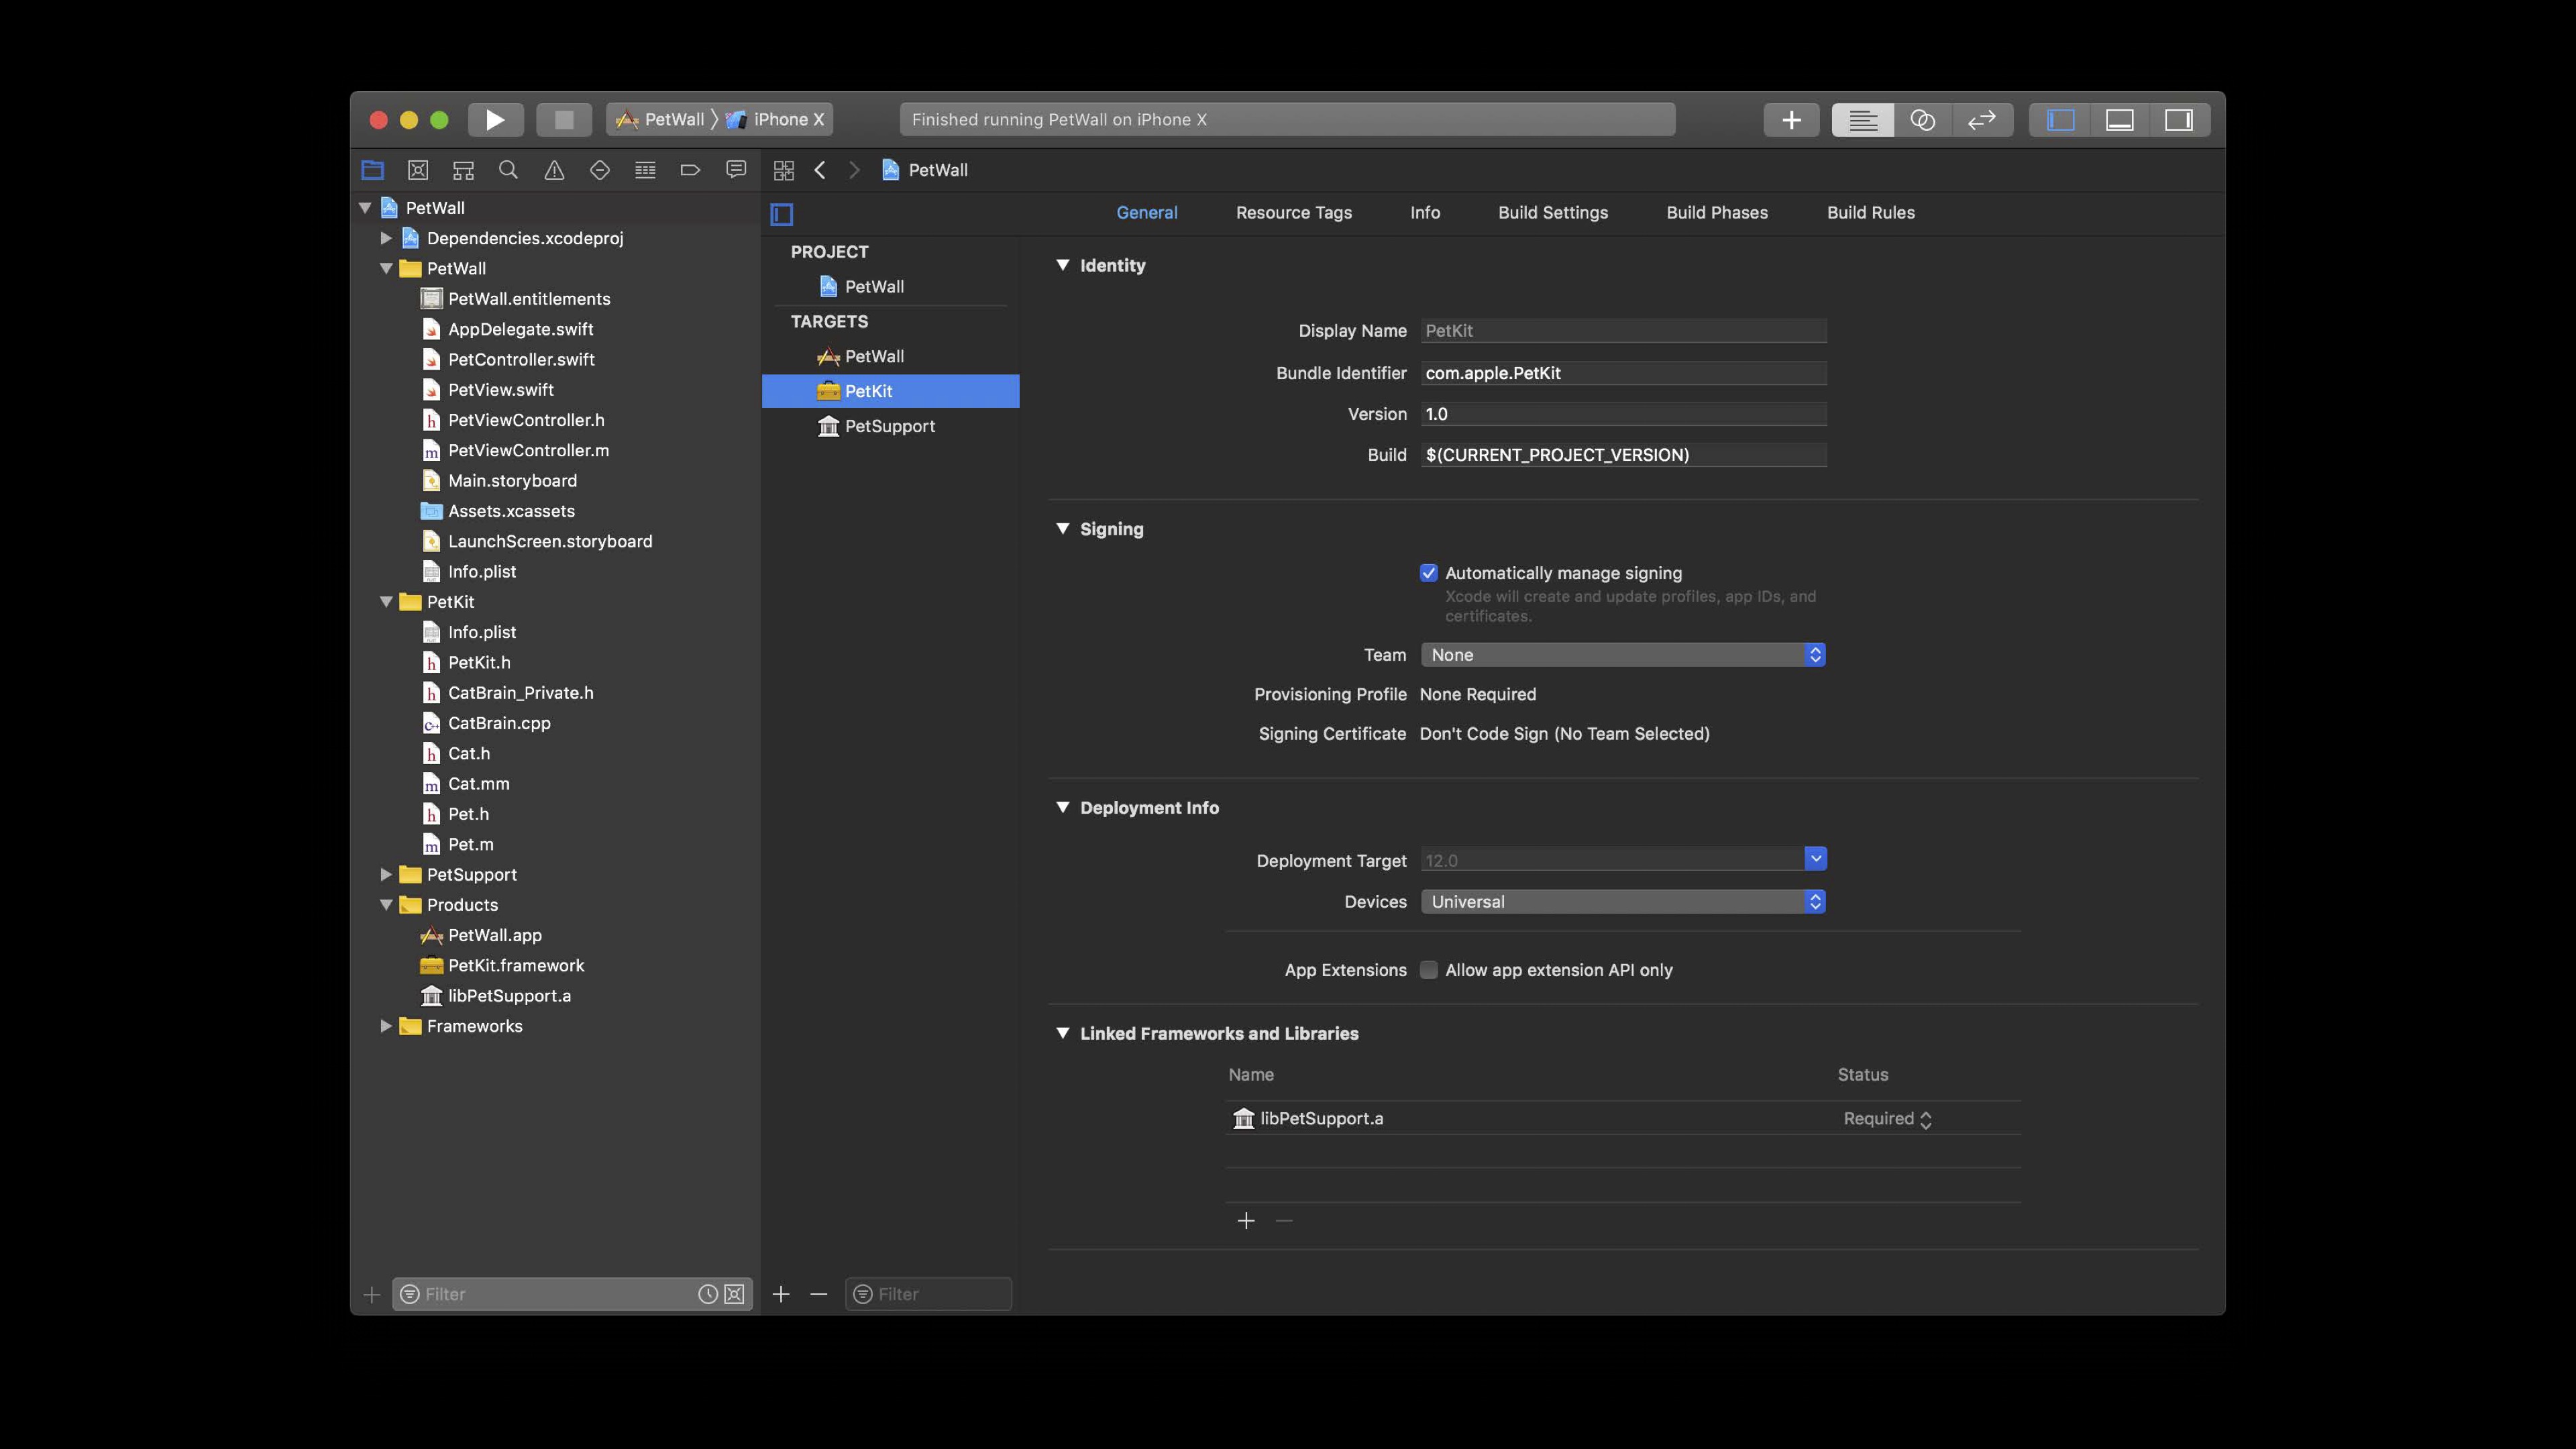 PetWall iPhone X
Finished running PetWall on iPhone X
PetWall
PetWall
Dependencies.xcodeproj
PetWall
PetWall.entitlements
AppDelegate.swift
PetController.swift
PetView.swift
PetViewController.h
PetViewController.m
Main.storyboard
Assets.xcassets
LaunchScreen.storyboard
Info.plist
PetKit
Info.plist
PetKit.h
CatBrain_Private.h
CatBrain.cpp
Cat.h
Cat.mm
Pet.h
Pet.m
PetSupport
Products
PetWall.app
PetKit.framework
libPetSupport.a
Frameworks
Filter
General Resource Tags Info Build Settings Build Phases Build Rules
PROJECT
PetWall
TARGETS
PetWall
PetKit
PetSupport
Filter
Identity
Display Name PetKit
Bundle Identifier com.apple.PetKit
Version 1.0
Build $(CURRENT_PROJECT_VERSION)
Signing
Automatically manage signing
Xcode will create and update profiles, app IDs, and
certificates.
Team None
Provisioning Profile None Required
Signing Certificate Don't Code Sign (No Team Selected)
Deployment Info
Deployment Target 12.0
Devices Universal
App Extensions Allow app extension API only
Linked Frameworks and Libraries
Name Status
libPetSupport.a Required